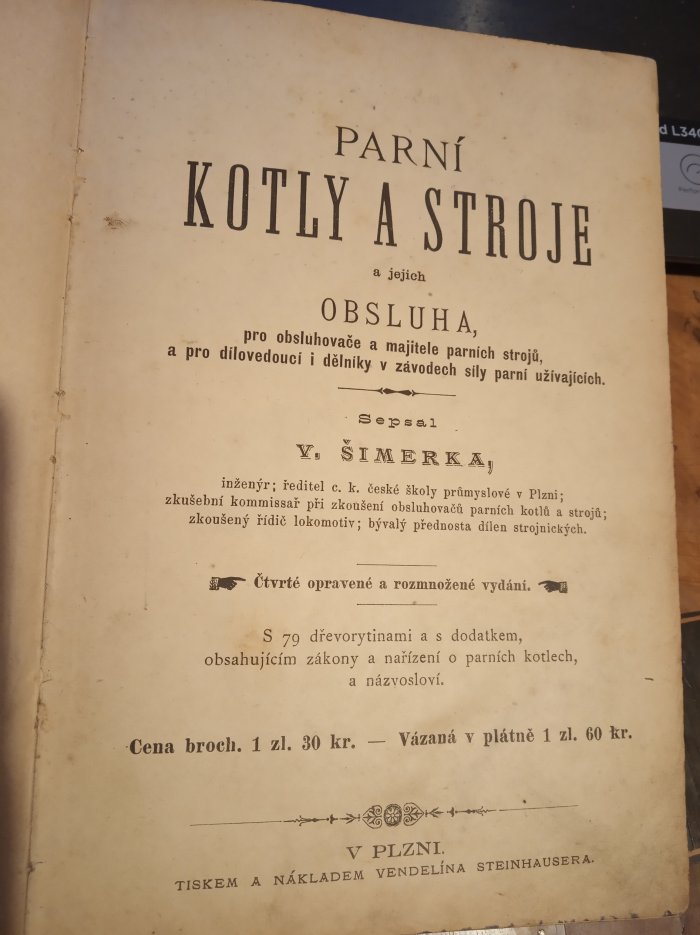 PARNÍ
KOTLY A STROJE
a jejich
OBSLUHA,
pro obsluhovače a majitele parních strojů,
a pro dílovedoucí i dělníky v závodech síly parní užívajících.
Sepsal
V. ŠIMERKA,
inženýr; ředitel c. k. české školy průmyslové v Plzni;
zkušební kommissař při zkoušení obsluhovačů parních kotlů a strojů;
zkoušený řídič lokomotiv; bývalý přednosta dílen strojnických.
Čtvrté opravené a rozmnožené vydání.
S 79 dřevorytinami a s dodatkem,
obsahujícím zákony a nařízení o parních kotlech,
a názvosloví.
Cena broch. 1 zl. 30 kr. — Vázaná v plátně 1 zl. 60 kr.
V PLZNI.
TISKEM A NÁKLADEM VENDELÍNA STEINHAUSERA.
d L340